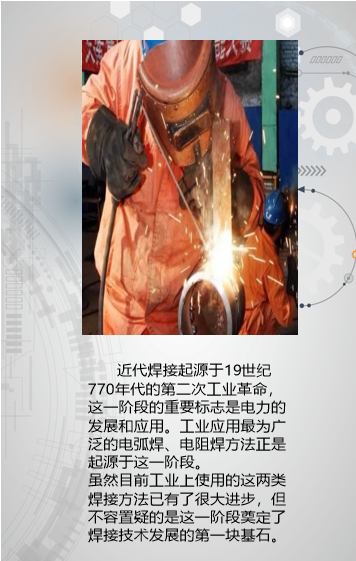 近代焊接起源于19世纪
770年代的第二次工业革命，
这一阶段的重要标志是电力的
发展和应用。工业应用最为广
泛的电弧焊、电阻焊方法正是
起源于这一阶段。
虽然目前工业上使用的这两类
焊接方法已有了很大进步，但
不容置疑的是这一阶段奠定了
焊接技术发展的第一块基石。